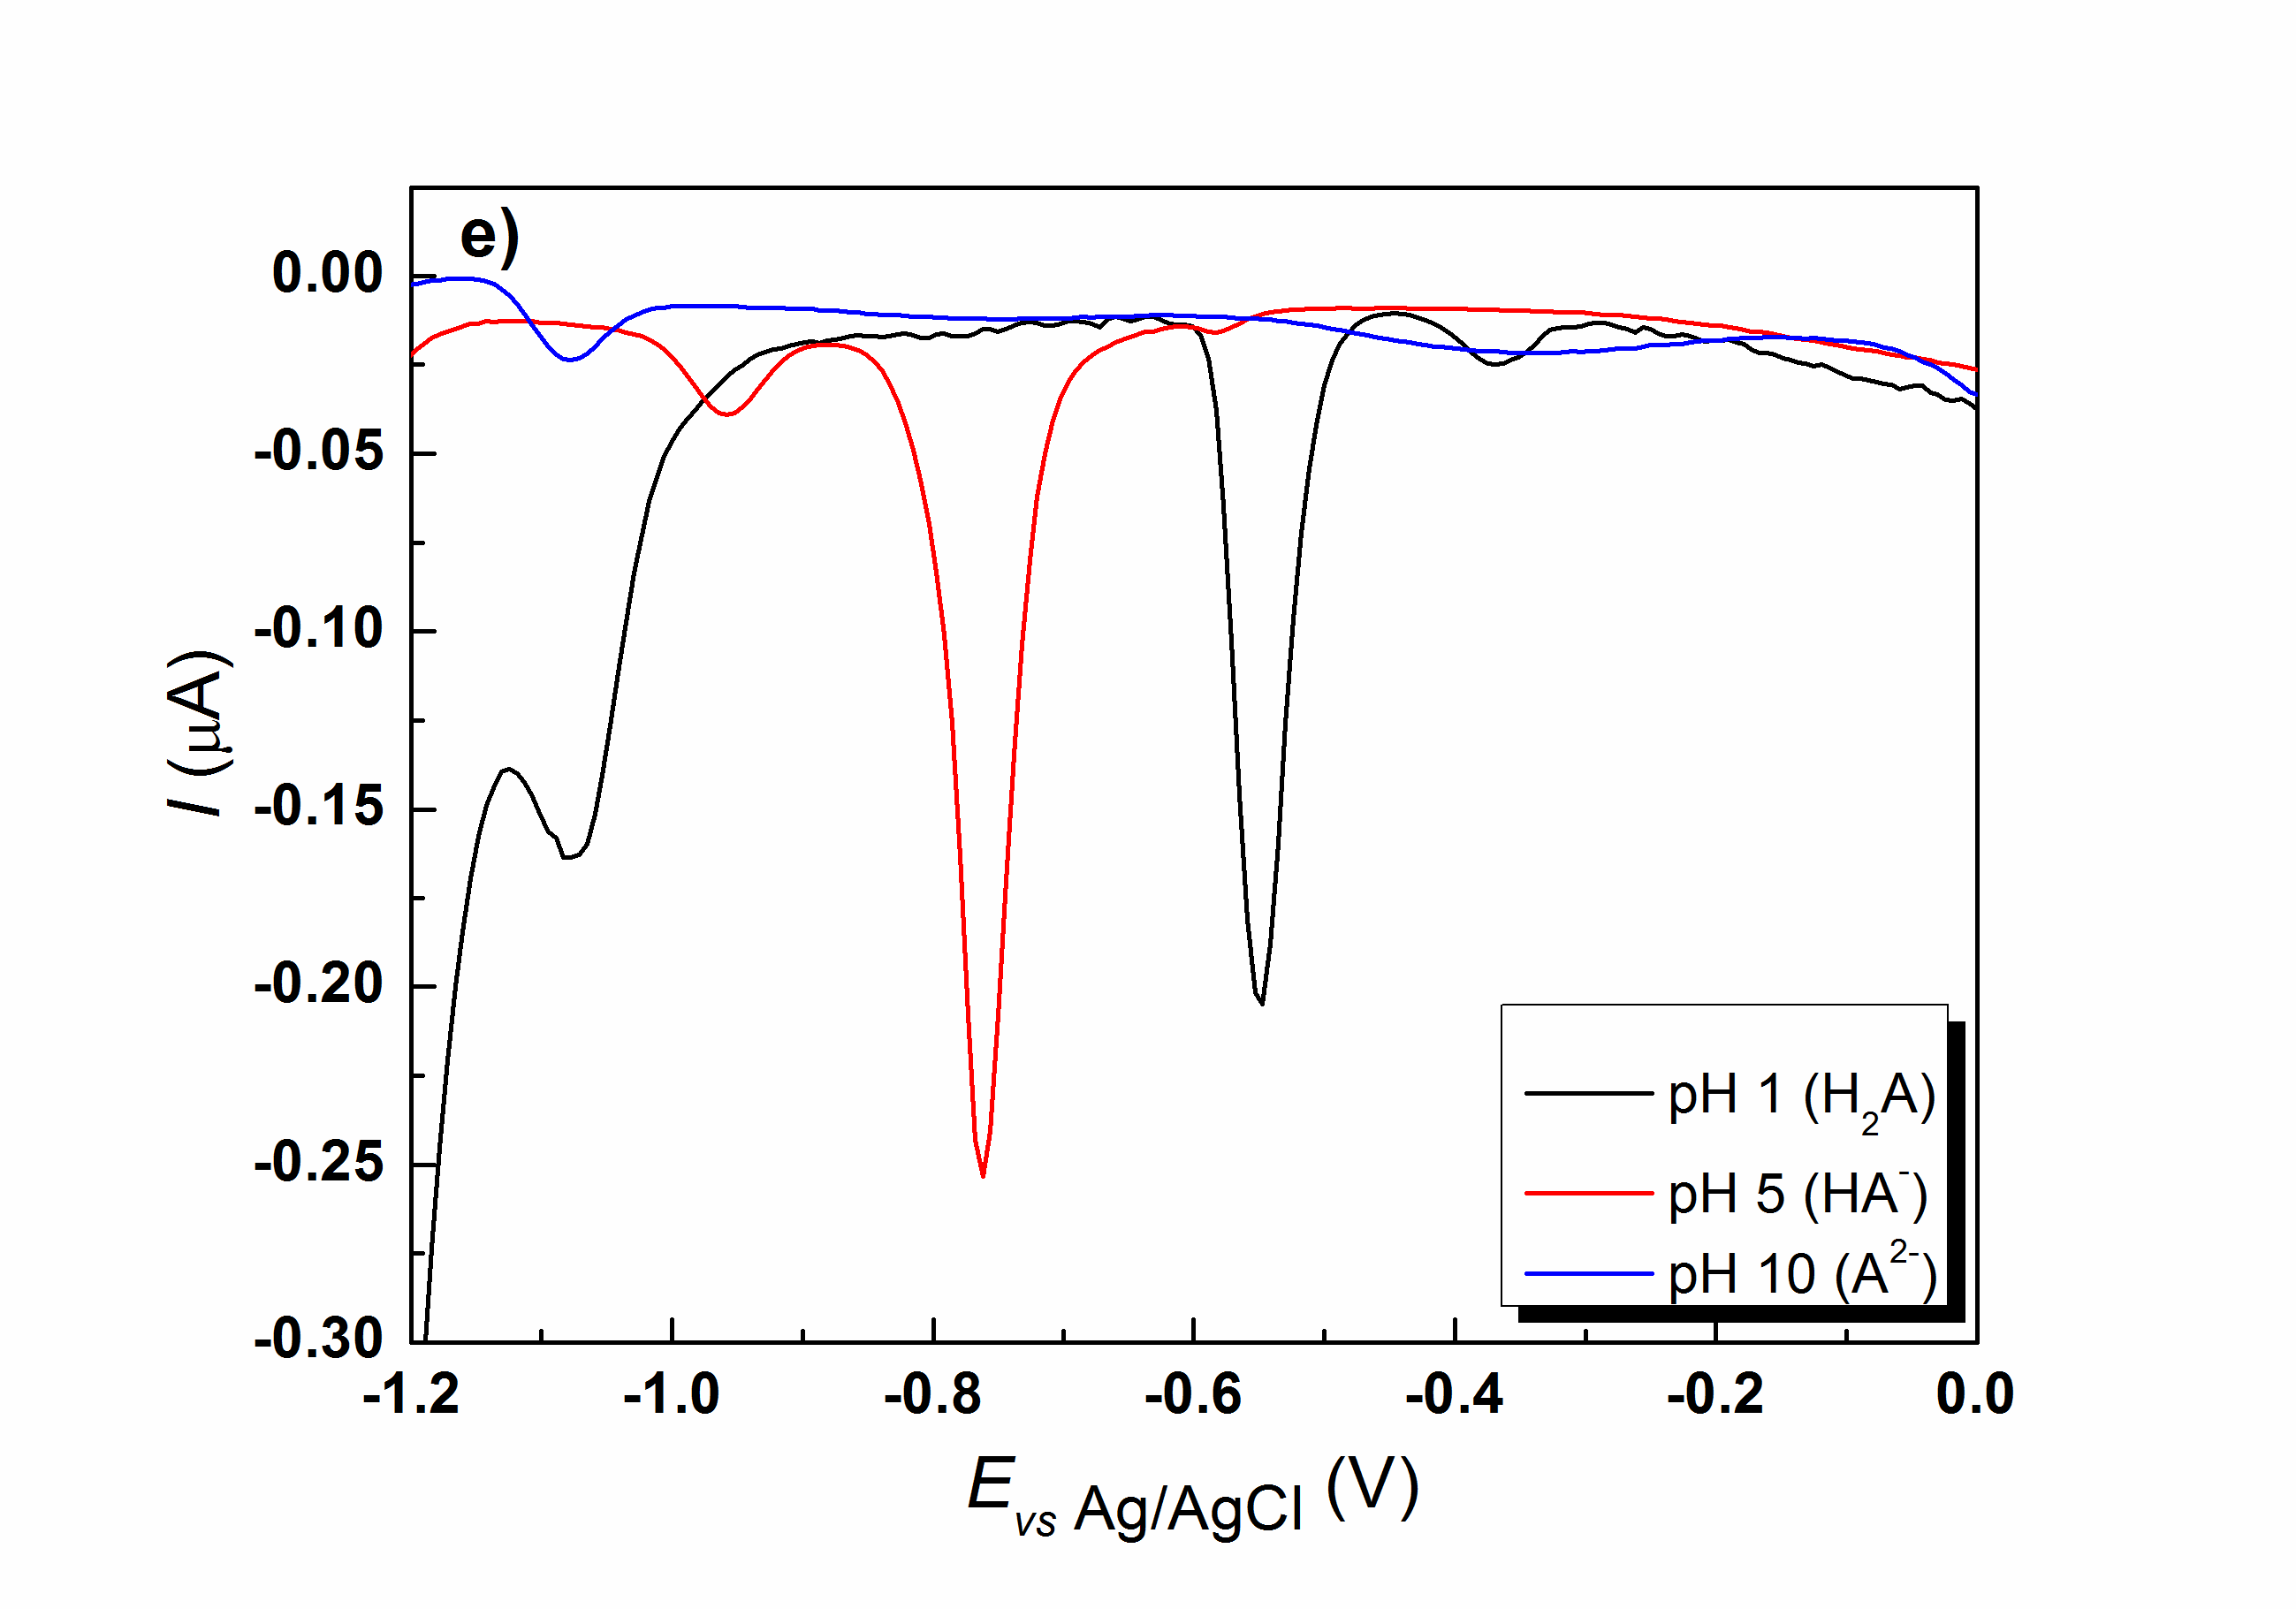 e)
0.00
-0.05
-0.10
-0.15
-0.20
-0.25
-0.30
I (μA)
-1.2 -1.0 -0.8 -0.6 -0.4 -0.2 0.0
E vs Ag/AgCl (V)
pH 1 (H₂A)
pH 5 (HA⁻)
pH 10 (A²⁻)